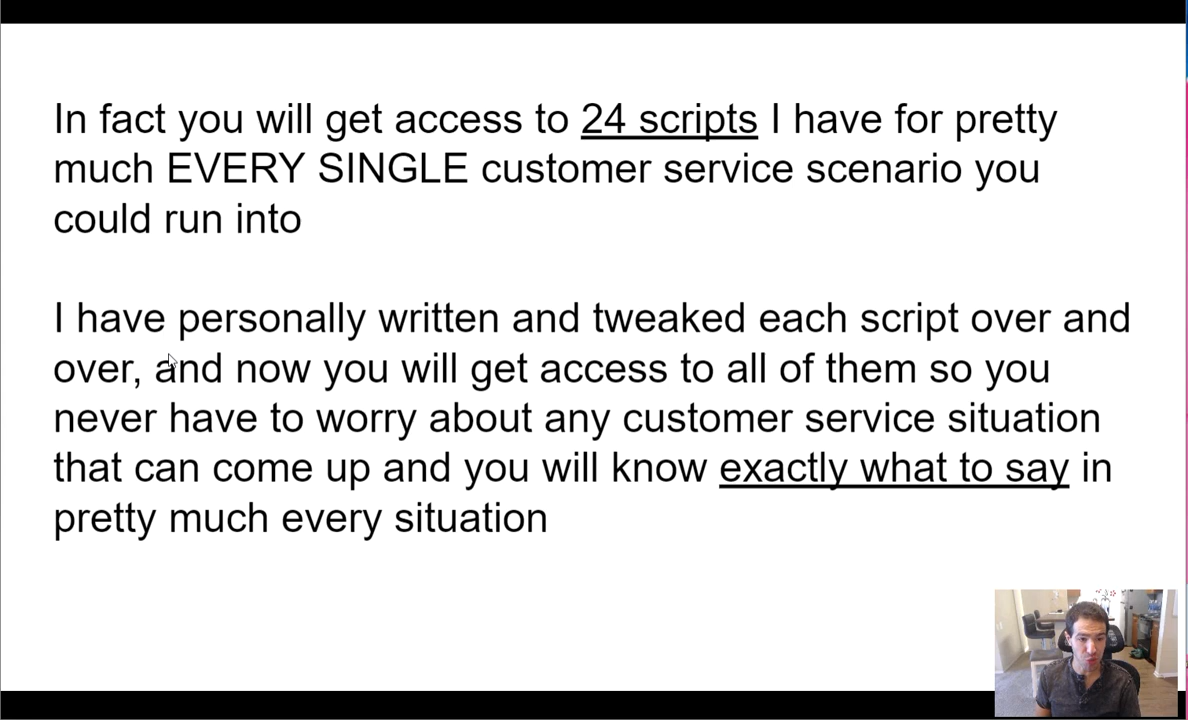 In fact you will get access to 24 scripts I have for pretty
much EVERY SINGLE customer service scenario you
could run into
I have personally written and tweaked each script over and
over, and now you will get access to all of them so you
never have to worry about any customer service situation
that can come up and you will know exactly what to say in
pretty much every situation